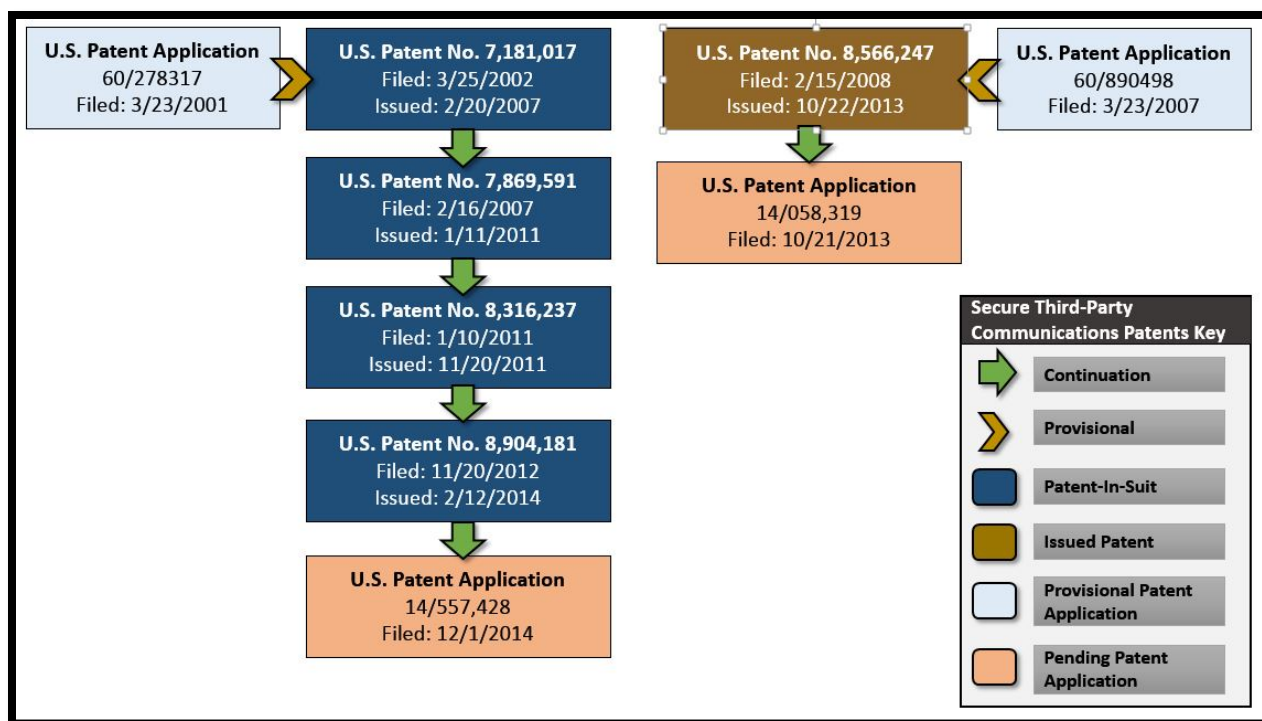 U.S. Patent Application
60/278317
Filed: 3/23/2001
U.S. Patent No. 7,181,017
Filed: 3/25/2002
Issued: 2/20/2007
U.S. Patent No. 8,566,247
Filed: 2/15/2008
Issued: 10/22/2013
U.S. Patent Application
60/890498
Filed: 3/23/2007
U.S. Patent No. 7,869,591
Filed: 2/16/2007
Issued: 1/11/2011
U.S. Patent Application
14/058,319
Filed: 10/21/2013
U.S. Patent No. 8,316,237
Filed: 1/10/2011
Issued: 11/20/2011
U.S. Patent No. 8,904,181
Filed: 11/20/2012
Issued: 2/12/2014
U.S. Patent Application
14/557,428
Filed: 12/1/2014
Secure Third-Party
Communications Patents Key
Continuation
Provisional
Patent-In-Suit
Issued Patent
Provisional Patent
Application
Pending Patent
Application